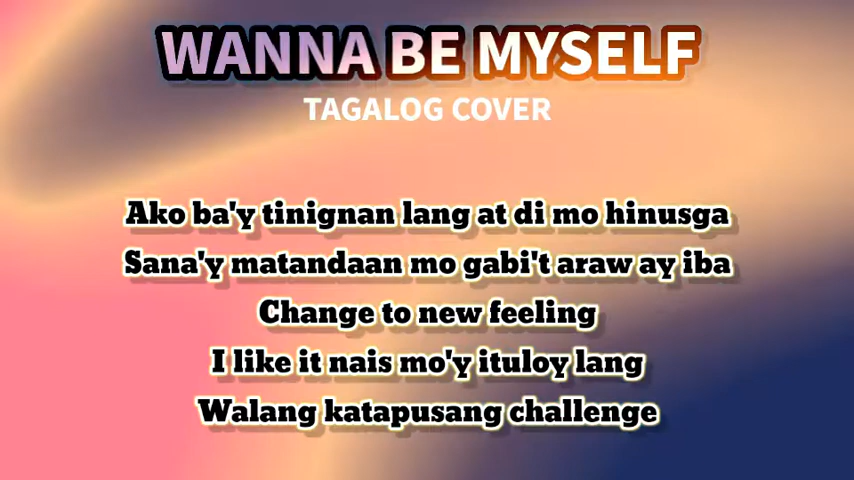 WANNA BE MYSELF
TAGALOG COVER
Ako ba'y tinignan lang at di mo hinusga
Sana'y matandaan mo gabi't araw ay iba
Change to new feeling
I like it nais mo'y ituloy lang
Walang katapusang challenge